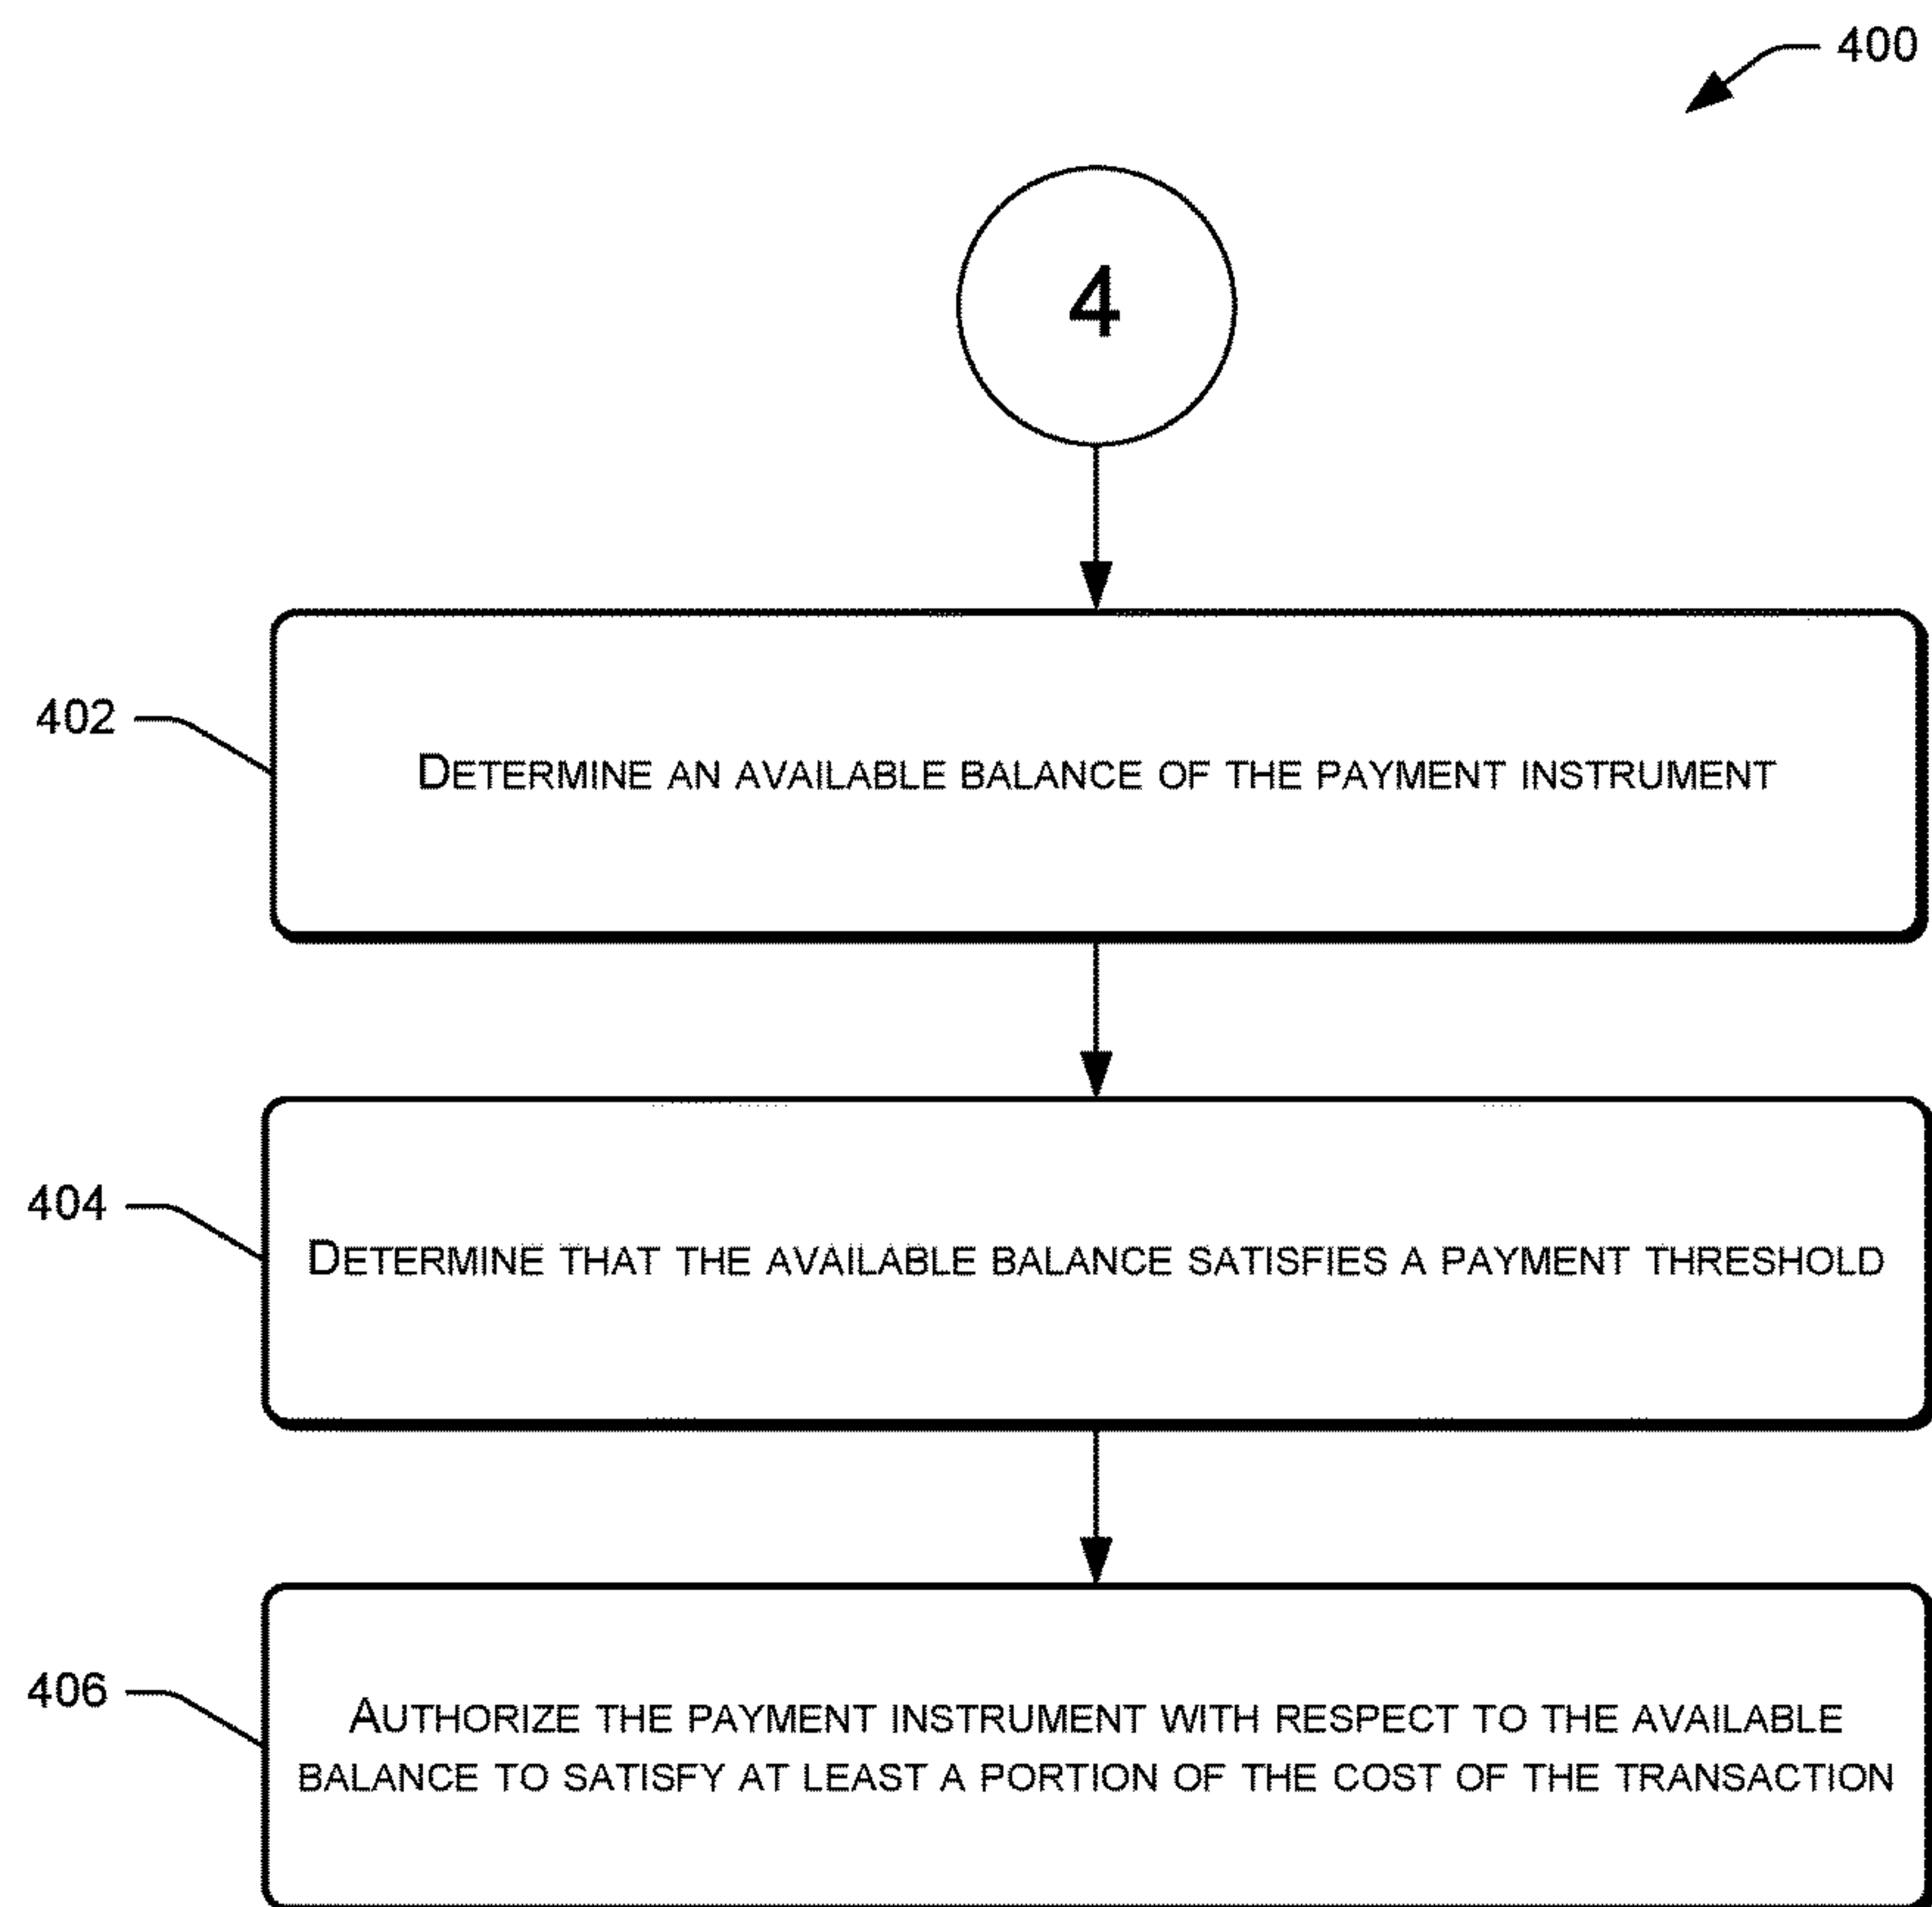 400
4
402
DETERMINE AN AVAILABLE BALANCE OF THE PAYMENT INSTRUMENT
404
DETERMINE THAT THE AVAILABLE BALANCE SATISFIES A PAYMENT THRESHOLD
406
AUTHORIZE THE PAYMENT INSTRUMENT WITH RESPECT TO THE AVAILABLE
BALANCE TO SATISFY AT LEAST A PORTION OF THE COST OF THE TRANSACTION